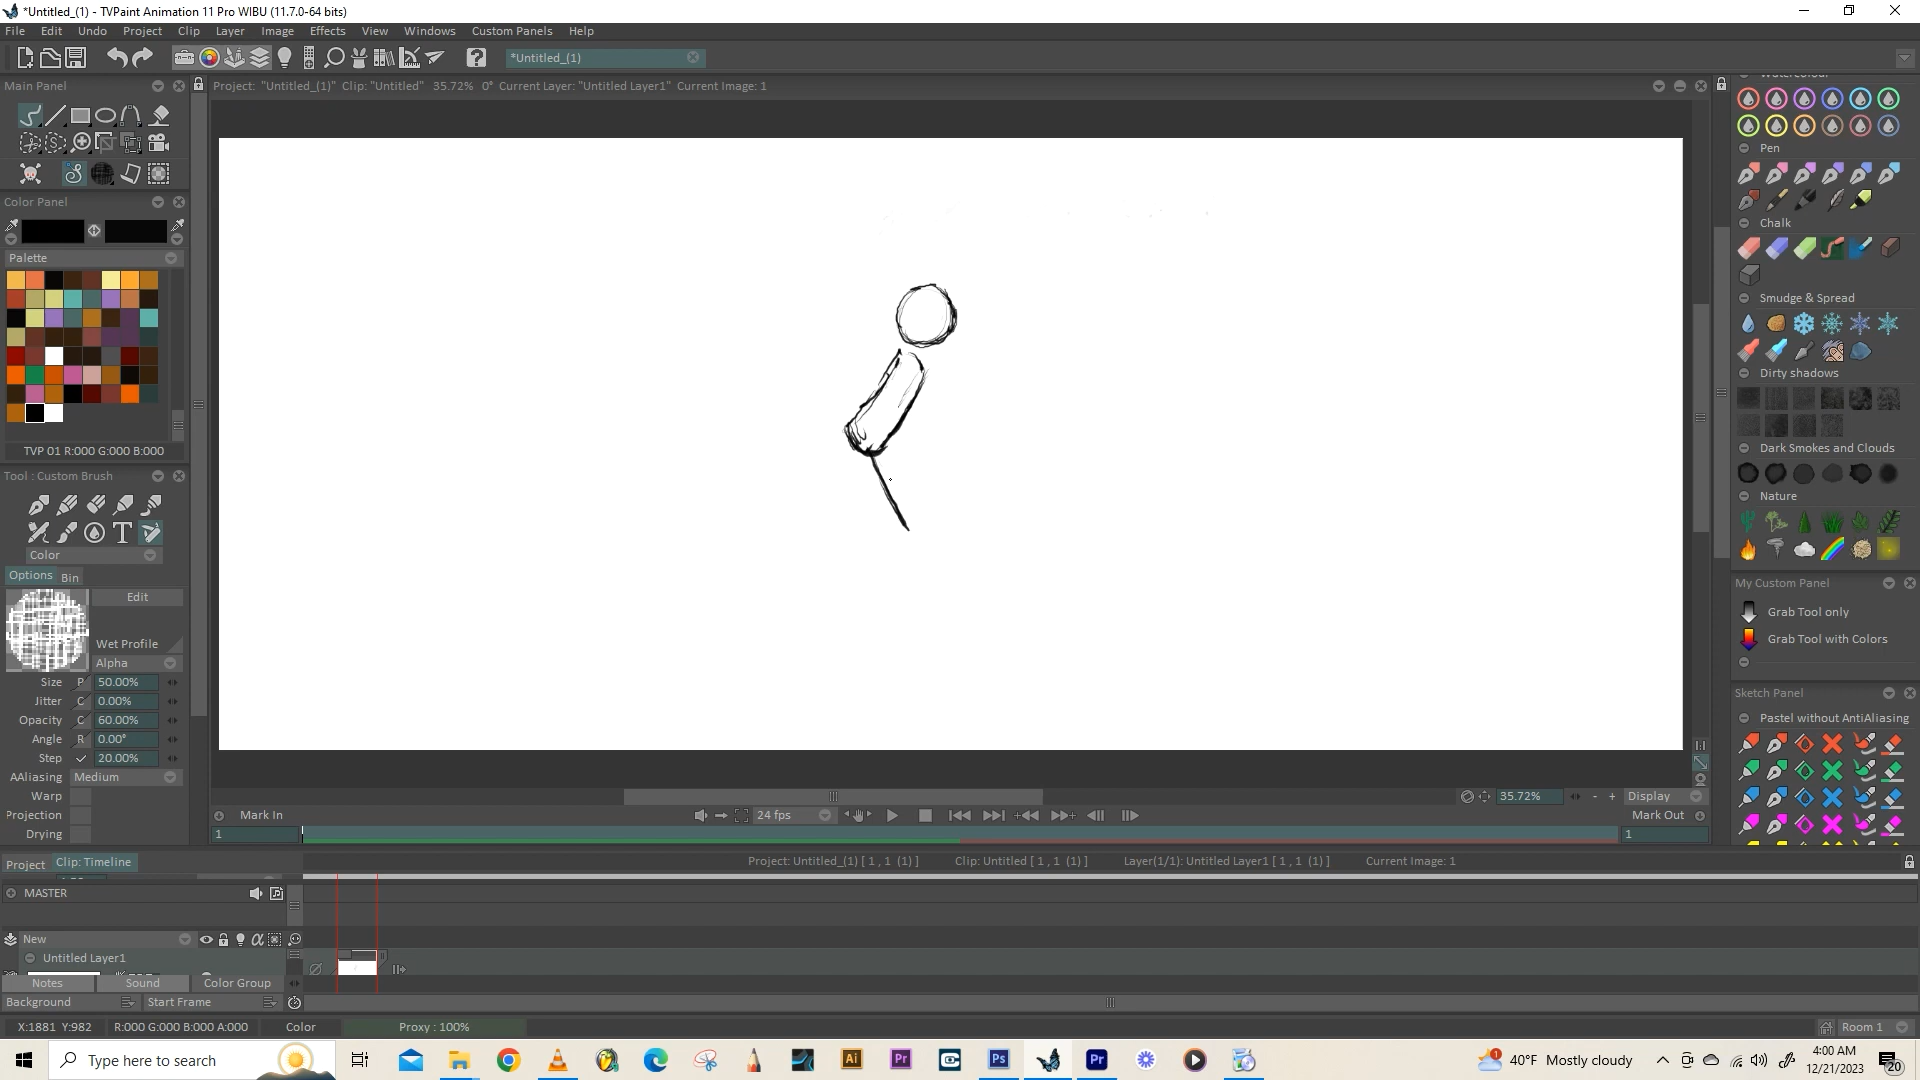 *Untitled_(1) - TVPaint Animation 11 Pro WIBU (11.7.0-64 bits)
File Edit Undo Project Clip Layer Image Effects View Windows Custom Panels Help
*Untitled_(1)
Main Panel
Project: "Untitled_(1)" Clip: "Untitled" 35.72% 0° Current Layer: "Untitled Layer1" Current Image: 1
Pen
Color Panel
Chalk
Palette
Smudge & Spread
Dirty shadows
TVP 01 R:000 G:000 B:000
Dark Smokes and Clouds
Tool : Custom Brush
Nature
T
Color
Options Bin
My Custom Panel
Edit
Grab Tool only
Wet Profile
Grab Tool with Colors
Alpha
Size P 50.00%
Sketch Panel
Jitter C 0.00%
Opacity C 60.00%
Pastel without AntiAliasing
Angle R 0.00°
Step 20.00%
AAliasing Medium
Warp
35.72% - + Display
Projection
Mark In
24 fps
Mark Out
Drying
1
1
Project Clip: Timeline
Project: Untitled_(1) [ 1 , 1 (1) ] Clip: Untitled [ 1 , 1 (1) ] Layer(1/1): Untitled Layer1 [ 1 , 1 (1) ] Current Image: 1
MASTER
New
Untitled Layer1
Notes Sound Color Group
Background Start Frame
X:1881 Y:982 R:000 G:000 B:000 A:000 Color Proxy : 100%
Room 1
Type here to search
Ai Pr Ps Pr
1
40°F Mostly cloudy
4:00 AM
12/21/2023
20